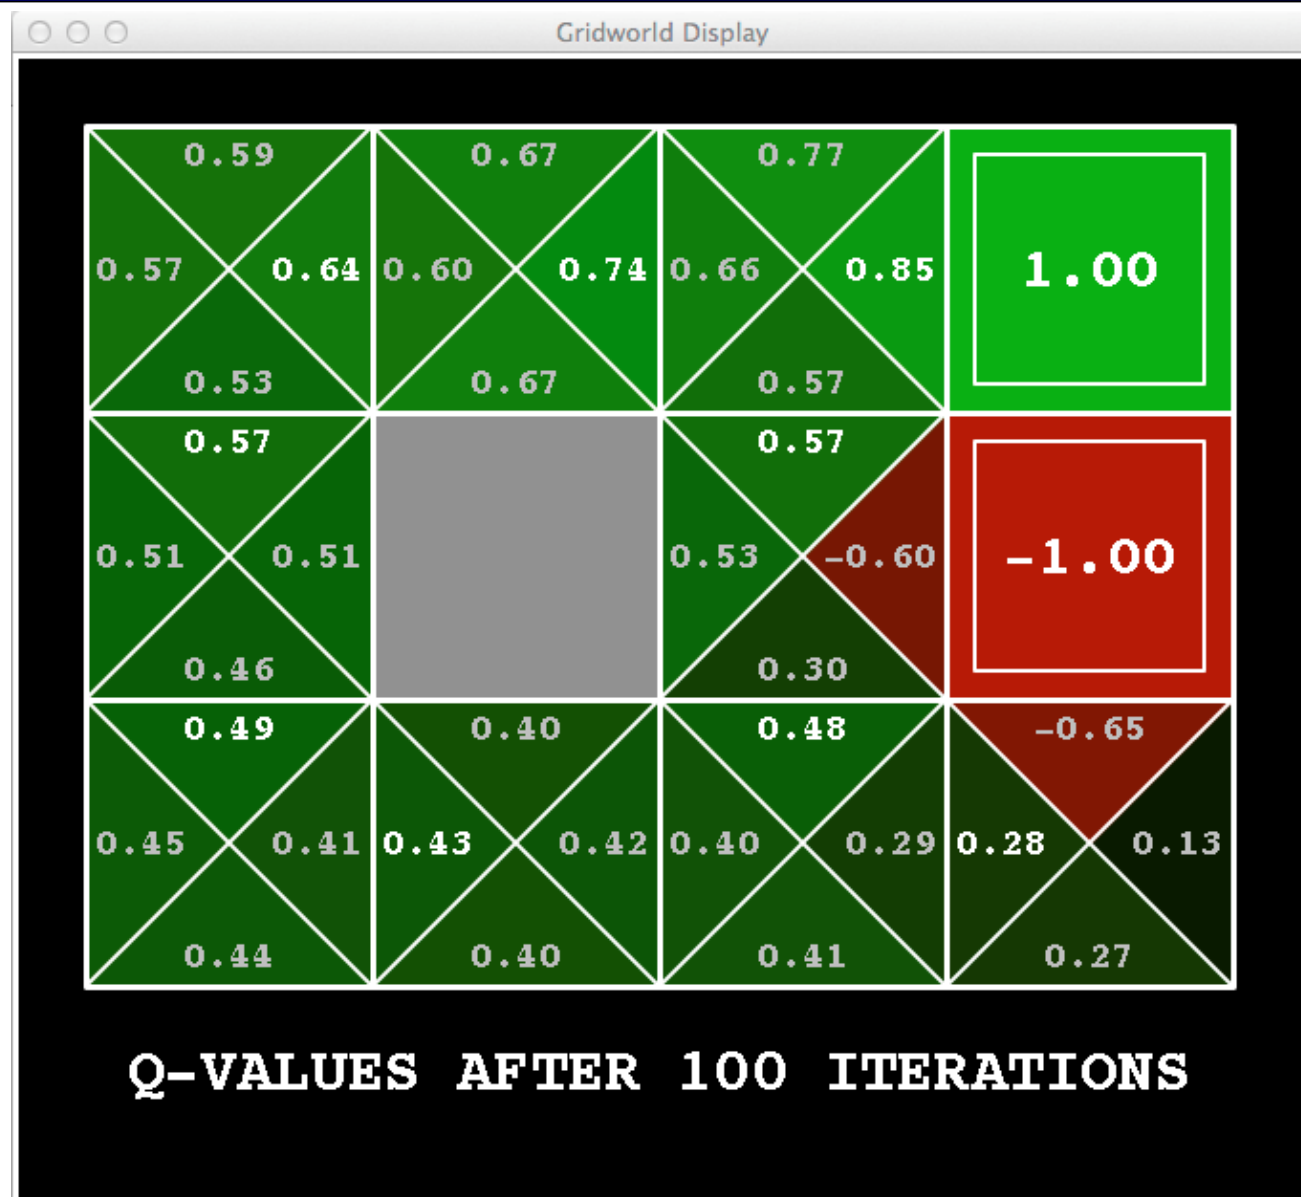 Gridworld Display
0.59 0.67 0.77
0.57 0.64 0.60 0.74 0.66 0.85 1.00
0.53 0.67 0.57
0.57 0.57
0.51 0.51 0.53 -0.60 -1.00
0.46 0.30
0.49 0.40 0.48 -0.65
0.45 0.41 0.43 0.42 0.40 0.29 0.28 0.13
0.44 0.40 0.41 0.27
Q-VALUES AFTER 100 ITERATIONS